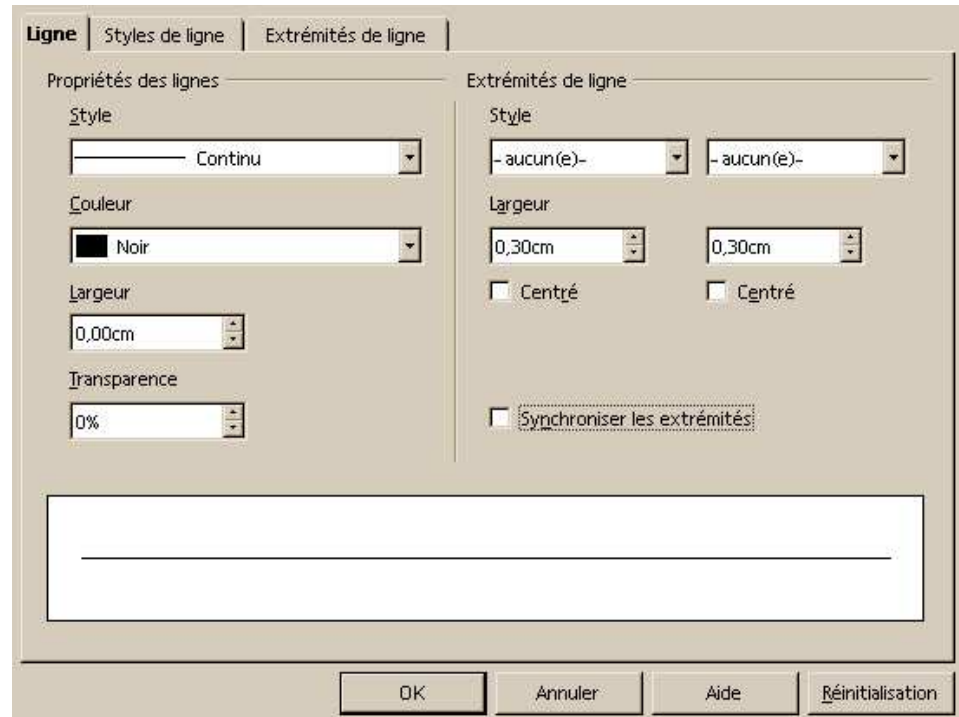 Ligne Styles de ligne Extrémités de ligne
Propriétés des lignes
Style
Continu
Couleur
Noir
Largeur
0,00cm
Transparence
0%
Extrémités de ligne
Style
- aucun(e)- - aucun(e)-
Largeur
0,30cm 0,30cm
Centré Centré
Synchroniser les extrémités
OK Annuler Aide Réinitialisation